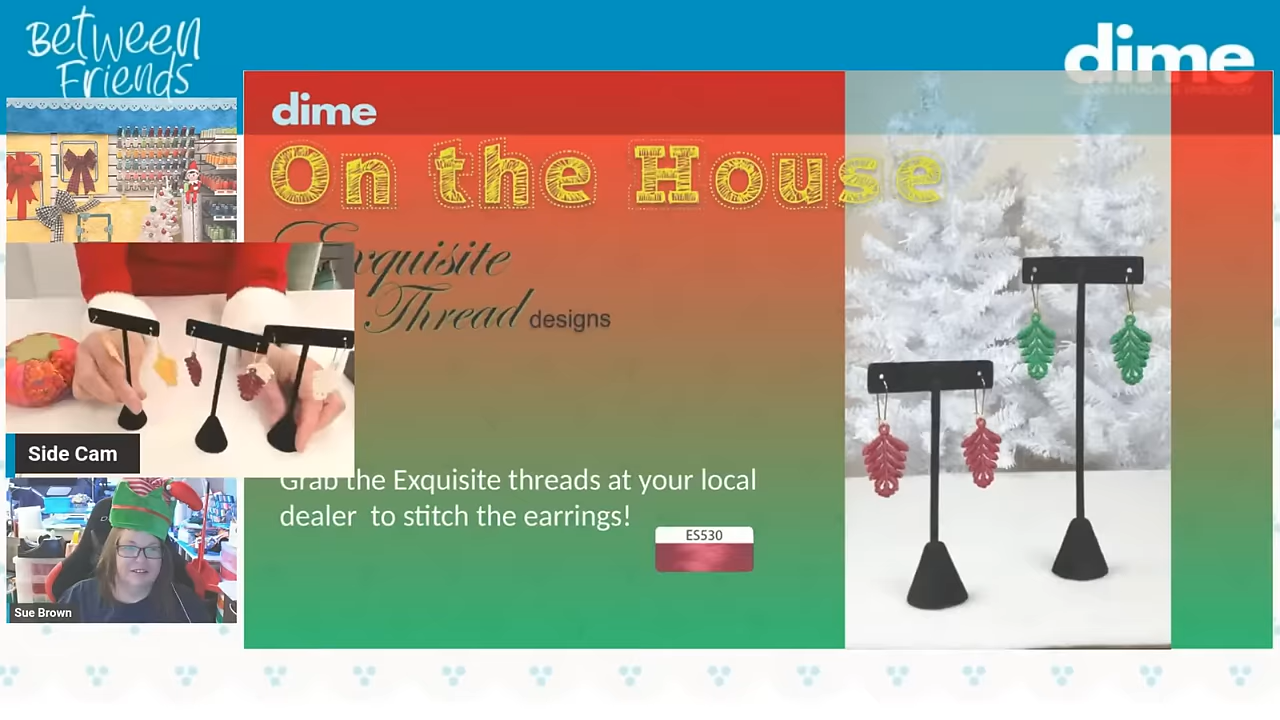 Between
Friends
dime
dime
On the House
Exquisite
Thread designs
Side Cam
Grab the Exquisite threads at your local
dealer to stitch the earrings!
ES530
Sue Brown